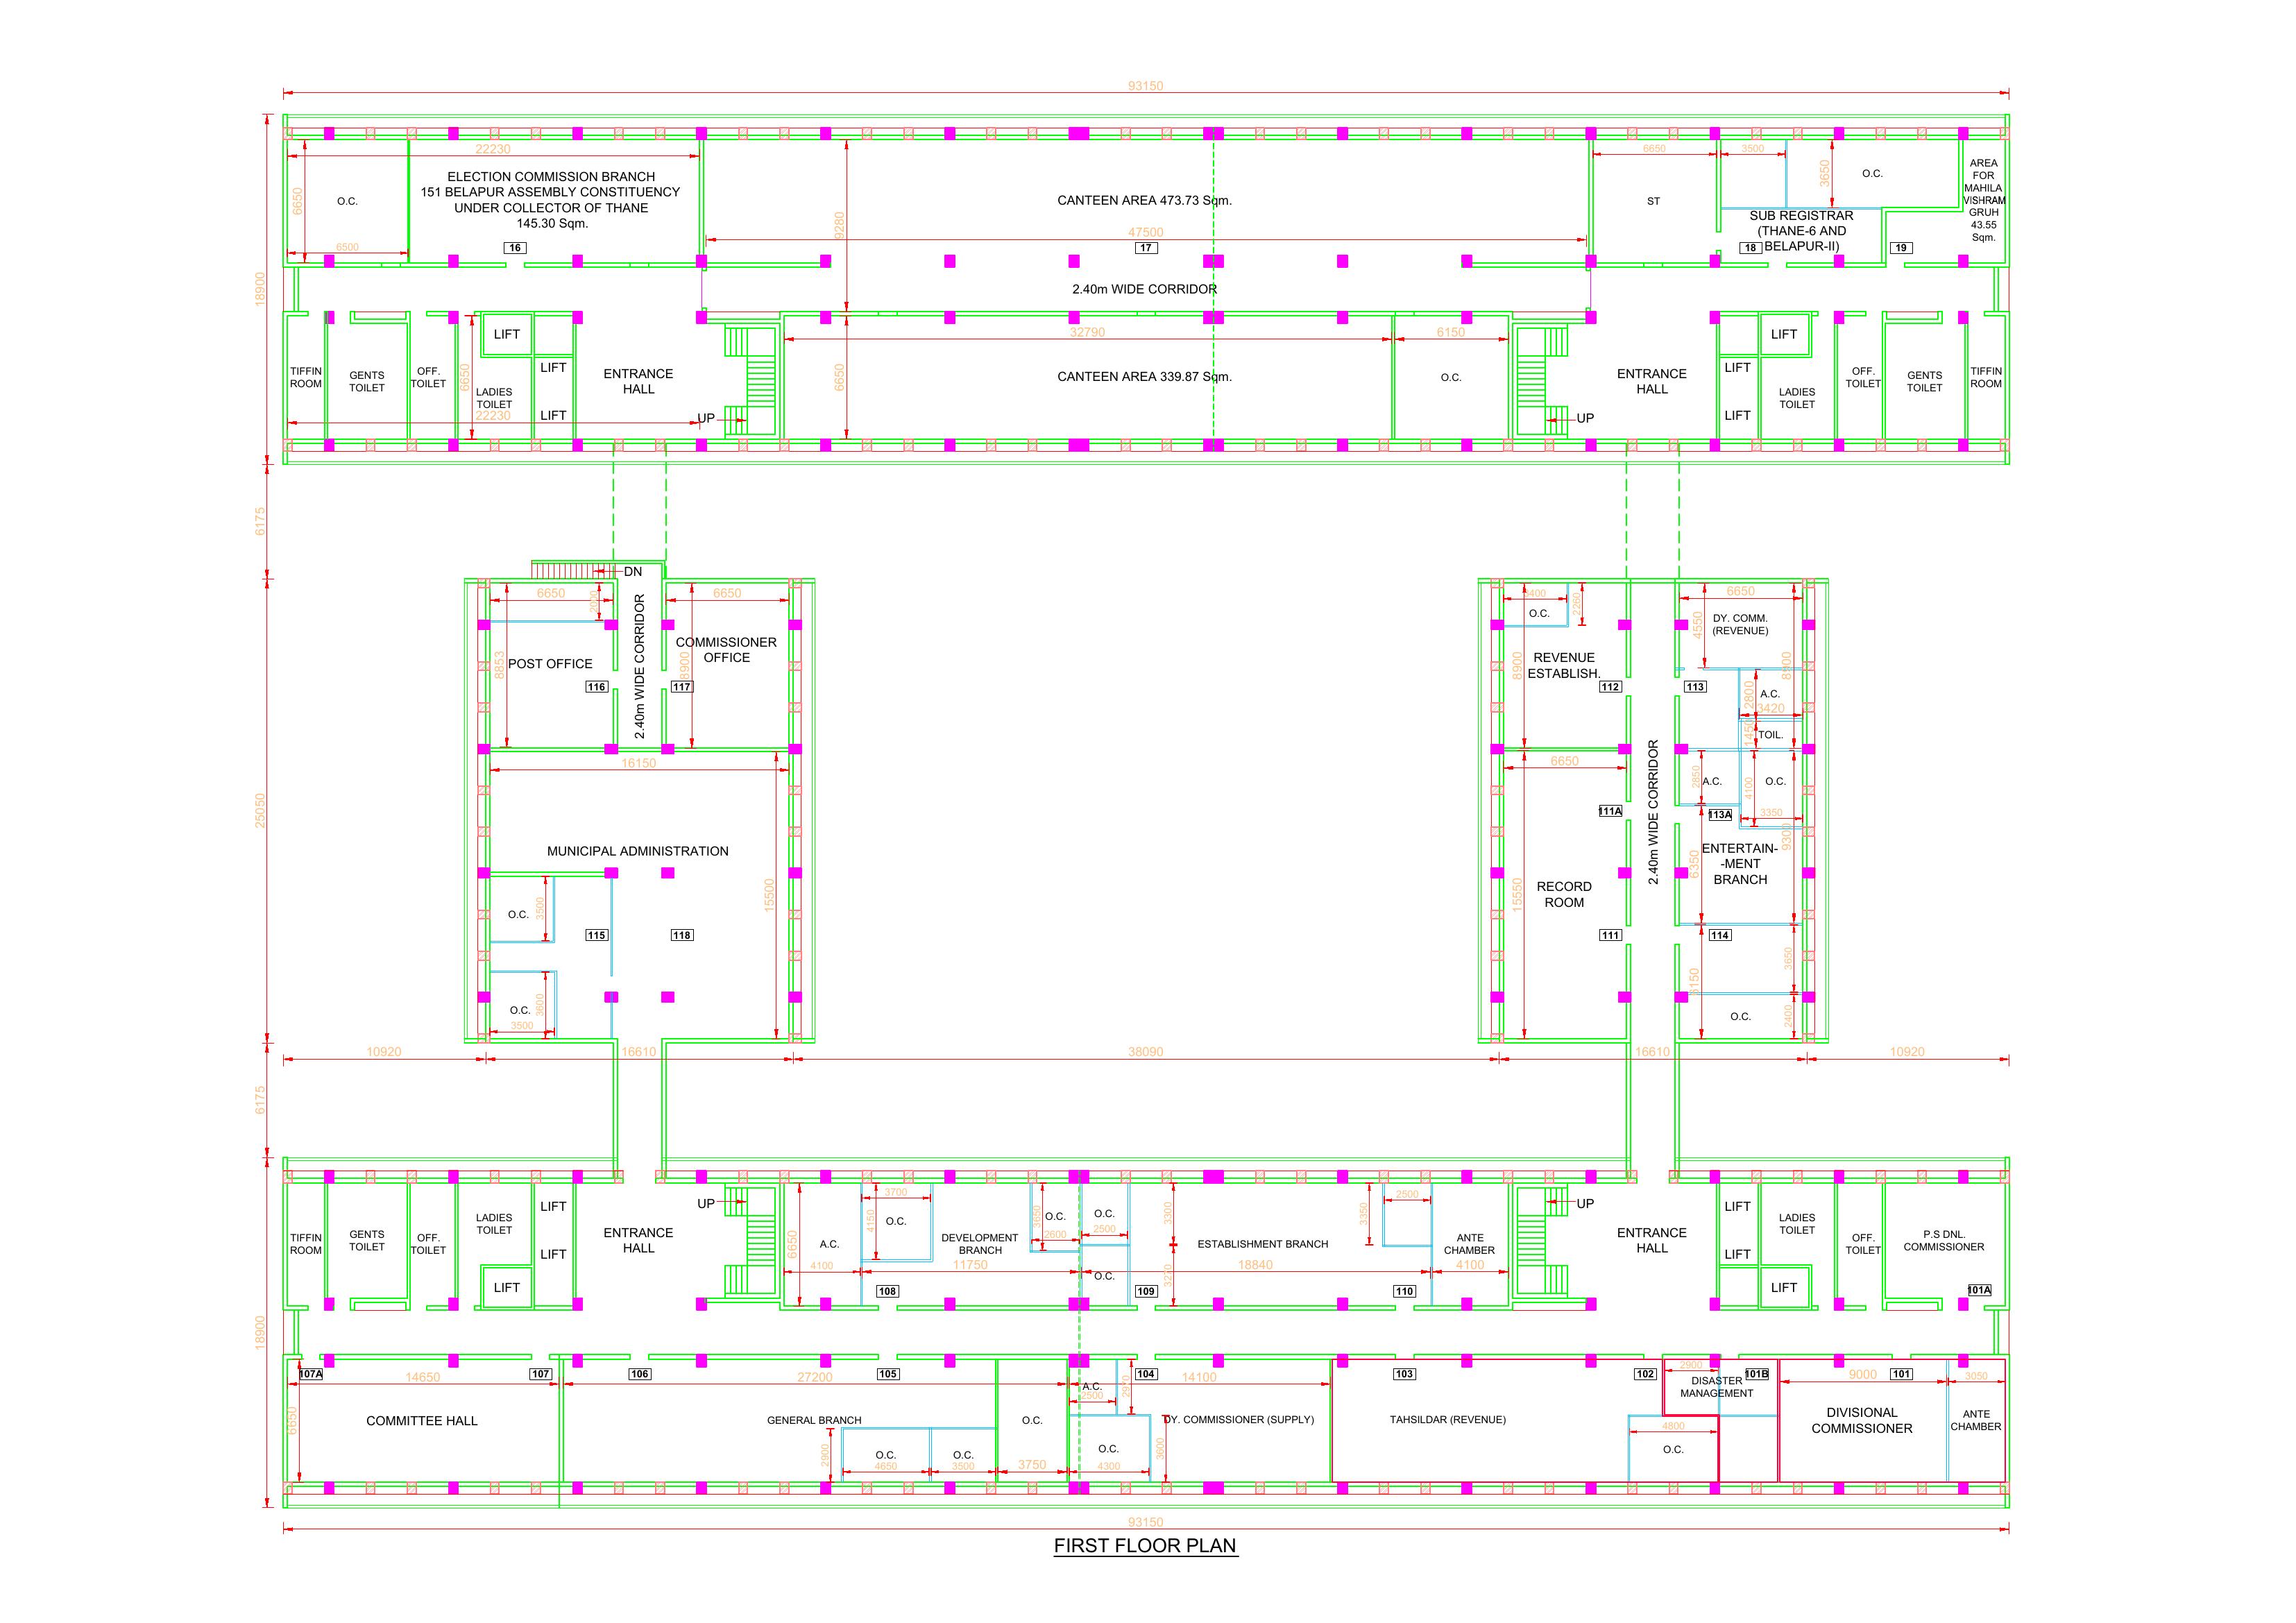 93150
22230
6650
3500
3650
6650
O.C.
6500
ELECTION COMMISSION BRANCH
151 BELAPUR ASSEMBLY CONSTITUENCY
UNDER COLLECTOR OF THANE
145.30 Sqm.
16
9280
CANTEEN AREA 473.73 Sqm.
47500
17
ST
O.C.
SUB REGISTRAR
(THANE-6 AND
BELAPUR-II)
18
19
AREA
FOR
MAHILA
VISHRAM
GRUH
43.55
Sqm.
18900
2.40m WIDE CORRIDOR
TIFFIN
ROOM
GENTS
TOILET
OFF.
TOILET
6650
LIFT
LADIES
TOILET
22230
LIFT
LIFT
ENTRANCE
HALL
UP
32790
6650
CANTEEN AREA 339.87 Sqm.
6150
O.C.
UP
ENTRANCE
HALL
LIFT
LIFT
LIFT
LADIES
TOILET
OFF.
TOILET
GENTS
TOILET
TIFFIN
ROOM
6175
DN
6650
2000
6650
8853
POST OFFICE
116
2.40m WIDE CORRIDOR
COMMISSIONER
OFFICE
8900
117
16150
MUNICIPAL ADMINISTRATION
15500
O.C.
3500
115
118
O.C.
3600
3500
25050
3400
2260
O.C.
8900
REVENUE
ESTABLISH.
112
6650
111A
15550
RECORD
ROOM
111
2.40m WIDE CORRIDOR
6650
4550
DY. COMM.
(REVENUE)
8900
113
2800
A.C.
3420
1450
TOIL.
2850
A.C.
4100
O.C.
113A
3350
9300
6350
ENTERTAIN-
-MENT
BRANCH
114
3650
6150
O.C.
2400
10920
16610
38090
16610
10920
6175
18900
TIFFIN
ROOM
GENTS
TOILET
OFF.
TOILET
LADIES
TOILET
LIFT
LIFT
LIFT
ENTRANCE
HALL
UP
6650
A.C.
4100
3700
4150
O.C.
DEVELOPMENT
BRANCH
11750
108
3650
O.C.
2600
O.C.
2500
O.C.
109
3300
3270
ESTABLISHMENT BRANCH
18840
3350
2500
110
ANTE
CHAMBER
4100
UP
ENTRANCE
HALL
LIFT
LIFT
LIFT
LADIES
TOILET
OFF.
TOILET
P.S DNL.
COMMISSIONER
101A
107A
14650
107
6650
COMMITTEE HALL
106
27200
105
GENERAL BRANCH
2900
O.C.
4650
O.C.
3500
O.C.
3750
A.C.
2500
2970
104
14100
DY. COMMISSIONER (SUPPLY)
O.C.
4300
3600
103
TAHSILDAR (REVENUE)
102
2900
DISASTER
MANAGEMENT
101B
4800
O.C.
9000
101
DIVISIONAL
COMMISSIONER
3050
ANTE
CHAMBER
93150
FIRST FLOOR PLAN